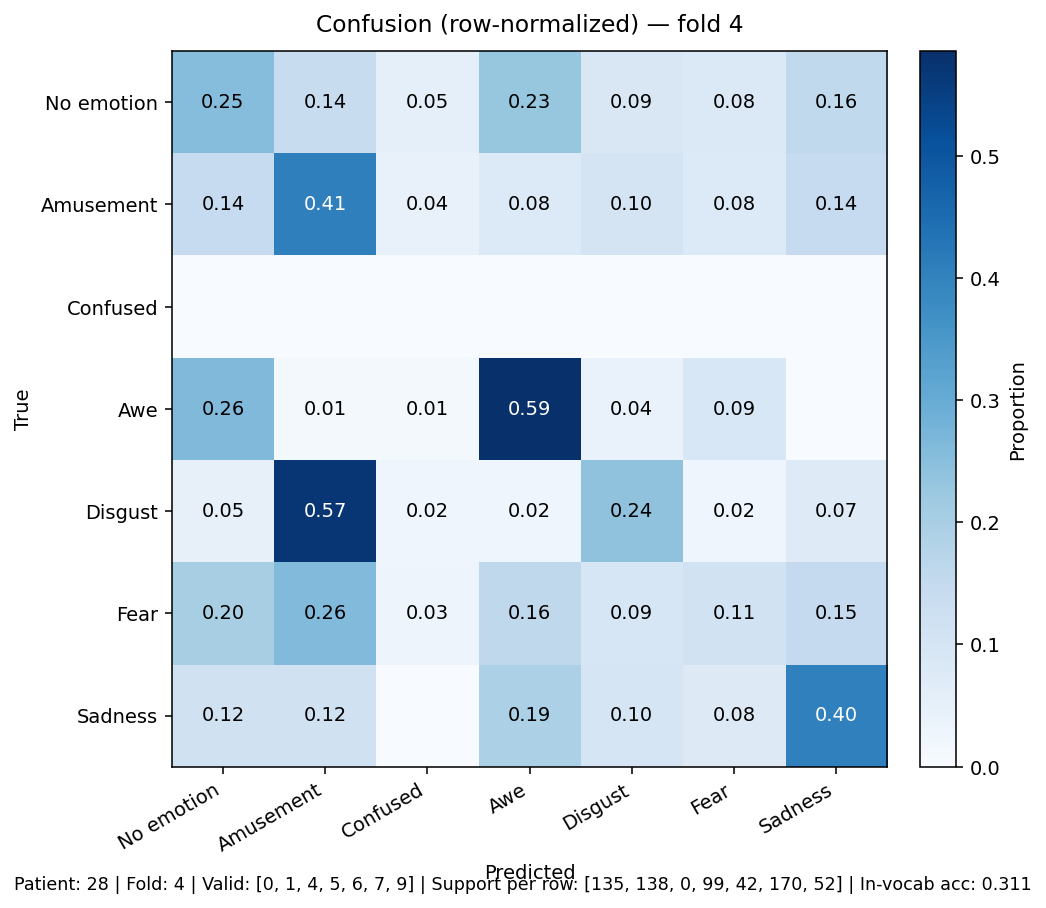 Confusion (row-normalized) — fold 4
No emotion 0.25 0.14 0.05 0.23 0.09 0.08 0.16
Amusement 0.14 0.41 0.04 0.08 0.10 0.08 0.14
Confused
Awe 0.26 0.01 0.01 0.59 0.04 0.09
Disgust 0.05 0.57 0.02 0.02 0.24 0.02 0.07
Fear 0.20 0.26 0.03 0.16 0.09 0.11 0.15
Sadness 0.12 0.12 0.19 0.10 0.08 0.40
True
No emotion Amusement Confused Awe Disgust Fear Sadness
Predicted
0.5
0.4
0.3
0.2
0.1
0.0
Proportion
Patient: 28 | Fold: 4 | Valid: [0, 1, 4, 5, 6, 7, 9] | Support per row: [135, 138, 0, 99, 42, 170, 52] | In-vocab acc: 0.311